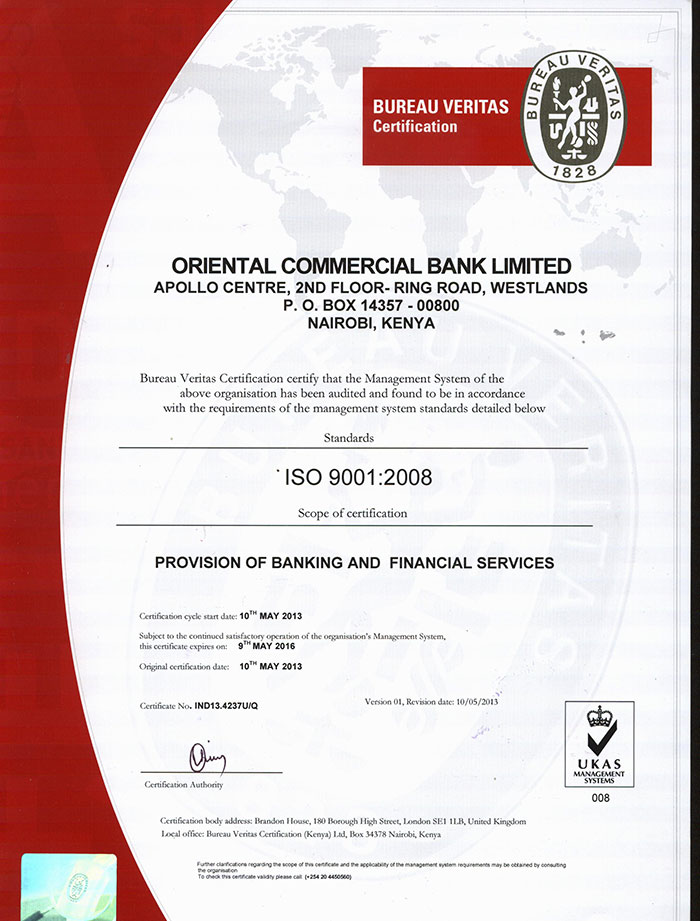 BUREAU VERITAS
Certification
BUREAU VERITAS
1828
ORIENTAL COMMERCIAL BANK LIMITED
APOLLO CENTRE, 2ND FLOOR- RING ROAD, WESTLANDS
P. O. BOX 14357 - 00800
NAIROBI, KENYA
Bureau Veritas Certification certify that the Management System of the
above organisation has been audited and found to be in accordance
with the requirements of the management system standards detailed below
Standards
ISO 9001:2008
Scope of certification
PROVISION OF BANKING AND FINANCIAL SERVICES
Certification cycle start date: 10TH MAY 2013
Subject to the continued satisfactory operation of the organisation's Management System,
this certificate expires on: 9TH MAY 2016
Original certification date: 10TH MAY 2013
Certificate No. IND13.4237U/Q
Version 01, Revision date: 10/05/2013
Certification Authority
UKAS
MANAGEMENT
SYSTEMS
008
Certification body address: Brandon House, 180 Borough High Street, London SE1 1LB, United Kingdom
Local office: Bureau Veritas Certification (Kenya) Ltd, Box 34378 Nairobi, Kenya
Further clarifications regarding the scope of this certificate and the applicability of the management system requirements may be obtained by consulting
the organisation
To check this certificate validity please call: (+254 20 4450560)